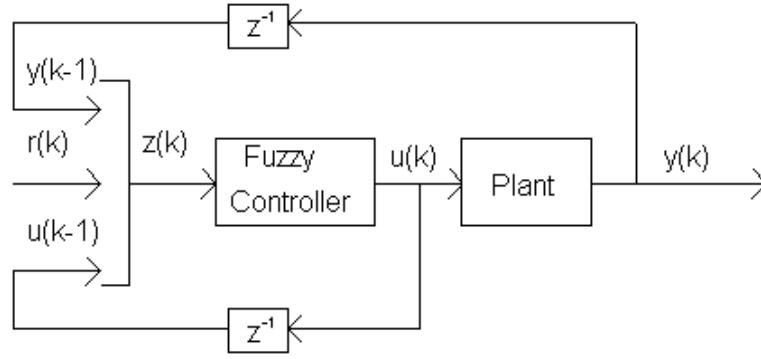 z⁻¹
y(k-1)
r(k)
z(k)
Fuzzy
Controller
u(k)
Plant
y(k)
u(k-1)
z⁻¹